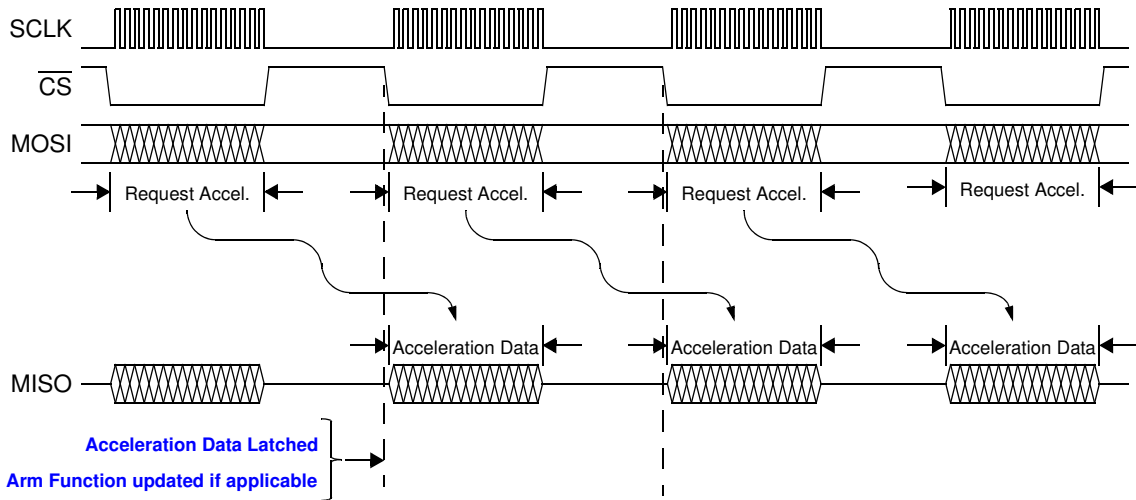 SCLK
CS
MOSI
Request Accel.
Request Accel.
Request Accel.
Request Accel.
Acceleration Data
Acceleration Data
Acceleration Data
MISO
Acceleration Data Latched
Arm Function updated if applicable